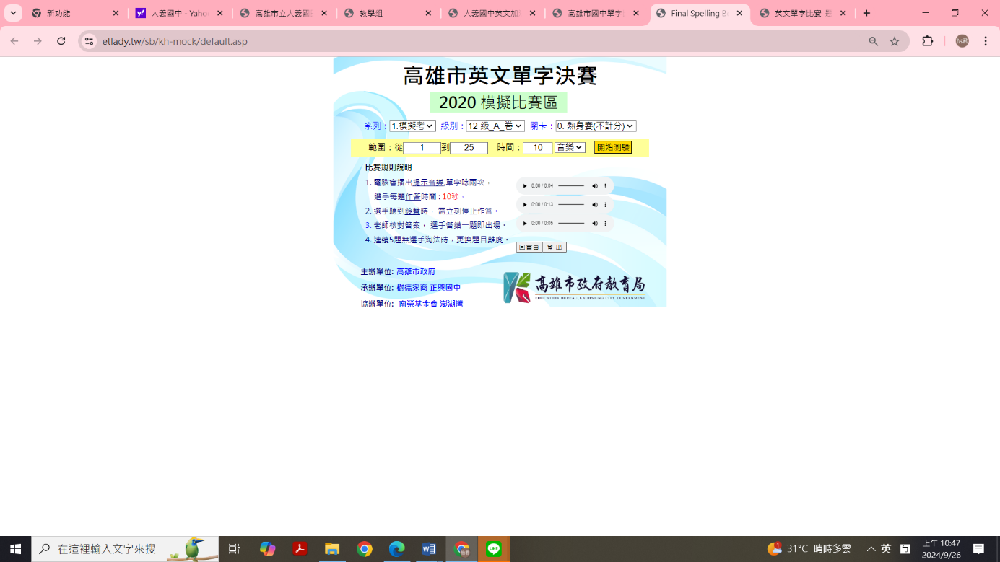 新功能
大義國中 - Yaho
高雄市立大義國
教學組
大義國中英文加
高雄市國中單字
Final Spelling Be
英文單字比賽_
etlady.tw/sb/kh-mock/default.asp
怡君
高雄市英文單字決賽
2020 模擬比賽區
系列：1.模擬考 級別：12 級_A_卷 關卡：0. 熱身賽(不計分)
範圍：從 1 到 25 時間： 10 音樂 開始測驗
比賽規則說明
1. 電腦會播出提示音樂,單字唸兩次，
選手每題作答時間 : 10秒。
0:00 / 0:04
2. 選手聽到鈴聲時， 需立刻停止作答。
0:00 / 0:13
3. 老師核對答案， 選手答錯一題即出場。
0:00 / 0:05
4. 連續5題無選手淘汰時，更換題目難度。
回首頁 登 出
主辦單位: 高雄市政府
承辦單位: 樹德家商 正興國中
協辦單位: 南榮基金會 澎湖灣
高雄市政府教育局
EDUCATION BUREAU, KAOHSIUNG CITY GOVERNMENT
在這裡輸入文字來搜
31°C 晴時多雲
英
上午 10:47
2024/9/26